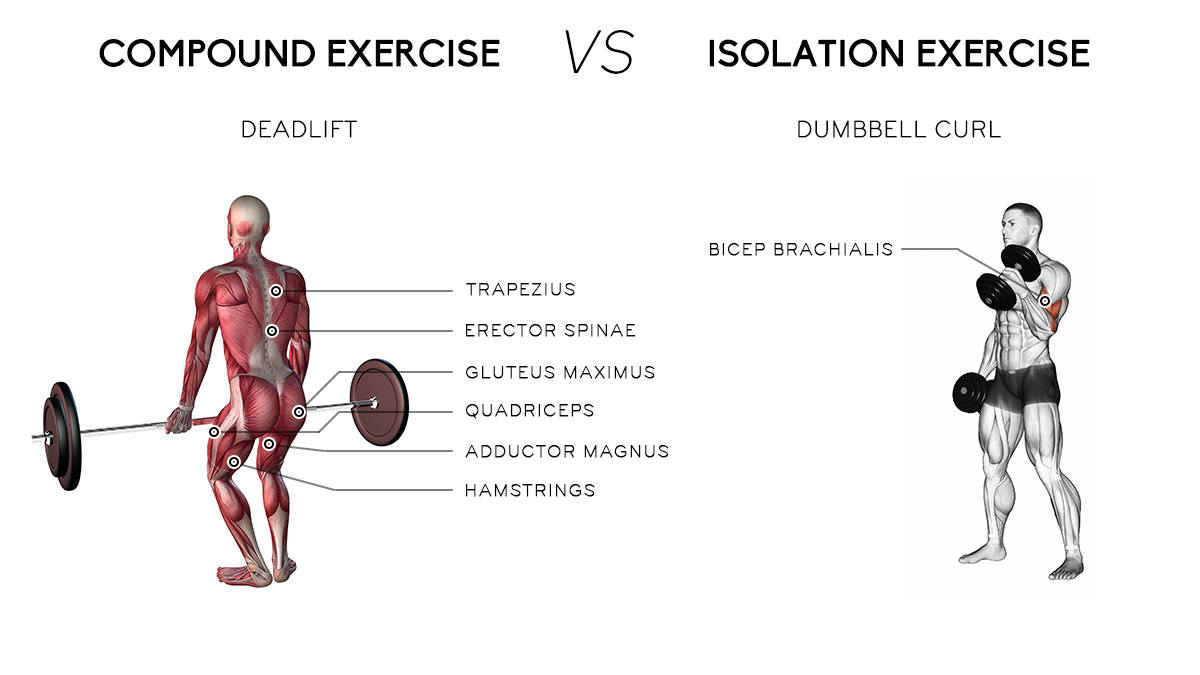 COMPOUND EXERCISE VS ISOLATION EXERCISE
DEADLIFT
DUMBBELL CURL
BICEP BRACHIALIS
TRAPEZIUS
ERECTOR SPINAE
GLUTEUS MAXIMUS
QUADRICEPS
ADDUCTOR MAGNUS
HAMSTRINGS